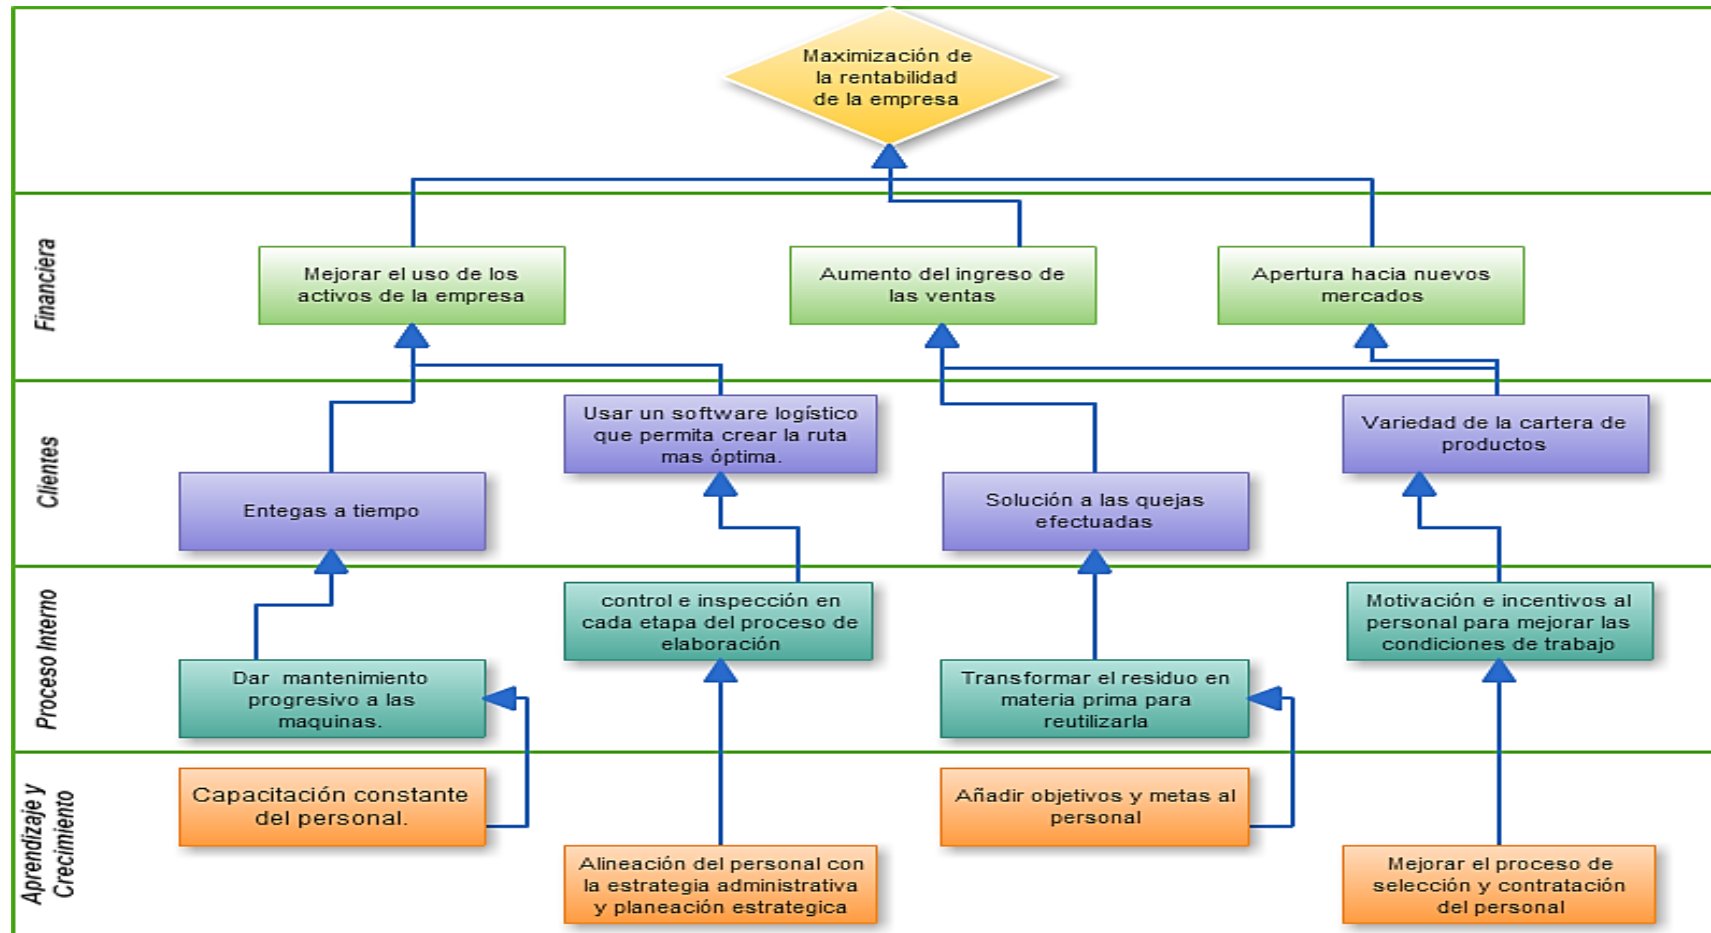 Maximización de
la rentabilidad
de la empresa
Financiera
Mejorar el uso de los
activos de la empresa
Aumento del ingreso de
las ventas
Apertura hacia nuevos
mercados
Clientes
Entegas a tiempo
Usar un software logístico
que permita crear la ruta
mas óptima.
Solución a las quejas
efectuadas
Variedad de la cartera de
productos
Proceso Interno
Dar mantenimiento
progresivo a las
maquinas.
control e inspección en
cada etapa del proceso de
elaboración
Transformar el residuo en
materia prima para
reutilizarla
Motivación e incentivos al
personal para mejorar las
condiciones de trabajo
Aprendizaje y
Crecimiento
Capacitación constante
del personal.
Alineación del personal con
la estrategia administrativa
y planeación estrategica
Añadir objetivos y metas al
personal
Mejorar el proceso de
selección y contratación
del personal